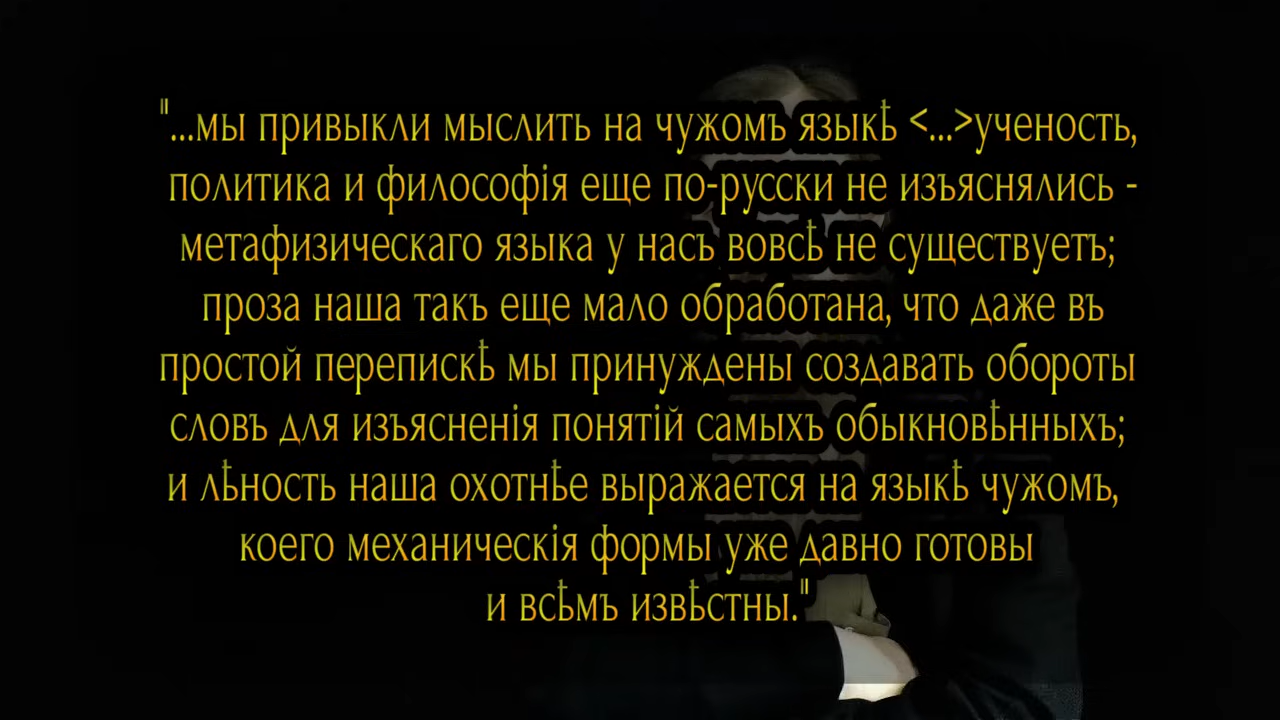 "...мы привыкли мыслить на чужомъ языкѣ <...>ученость,
политика и философія еще по-русски не изъяснялись -
метафизическаго языка у насъ вовсѣ не существуетъ;
проза наша такъ еще мало обработана, что даже въ
простой перепискѣ мы принуждены создавать обороты
словъ для изъясненія понятій самыхъ обыкновѣнныхъ;
и лѣность наша охотнѣе выражается на языкѣ чужомъ,
коего механическія формы уже давно готовы
и всѣмъ извѣстны."